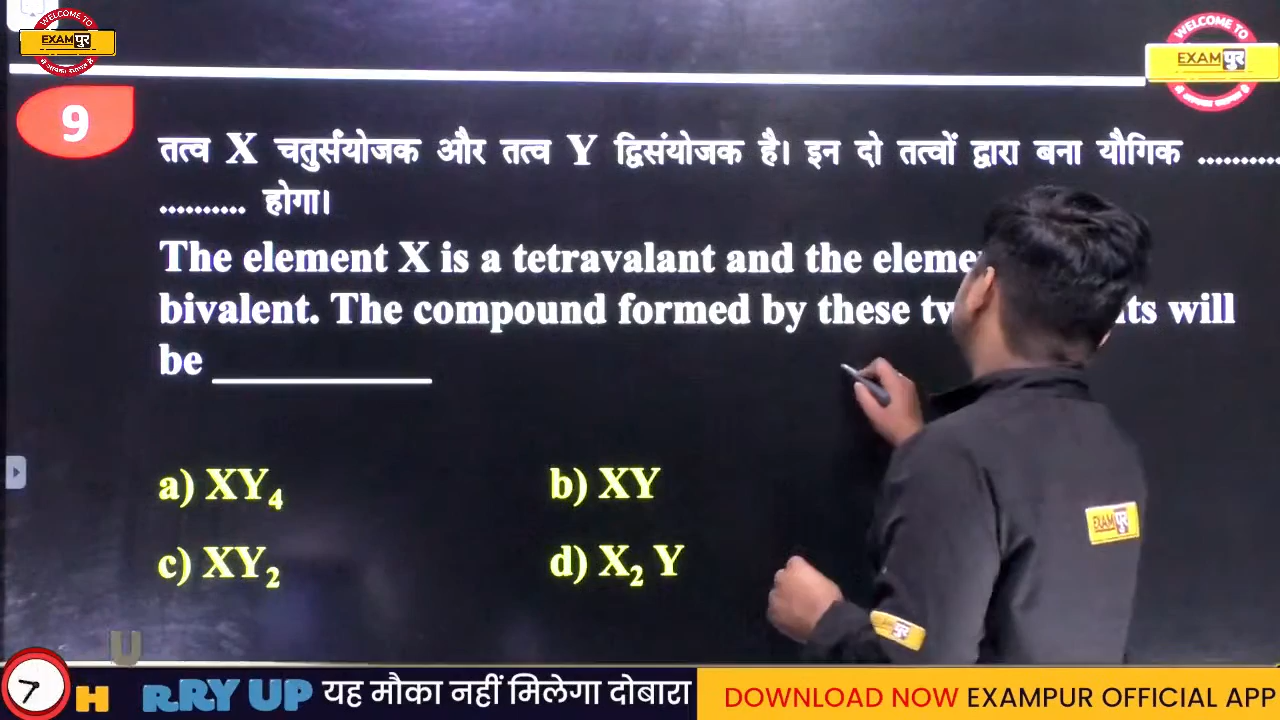 WELCOME TO
EXAMपुर
WELCOME TO
EXAMपुर
9
तत्व X चतुर्संयोजक और तत्व Y द्विसंयोजक है। इन दो तत्वों द्वारा बना यौगिक ..........
.......... होगा।
The element X is a tetravalant and the eleme
bivalent. The compound formed by these tw ts will
be ____________
a) XY₄
b) XY
c) XY₂
d) X₂ Y
EXAMपुर
U
H RRY UP यह मौका नहीं मिलेगा दोबारा
DOWNLOAD NOW EXAMPUR OFFICIAL APP